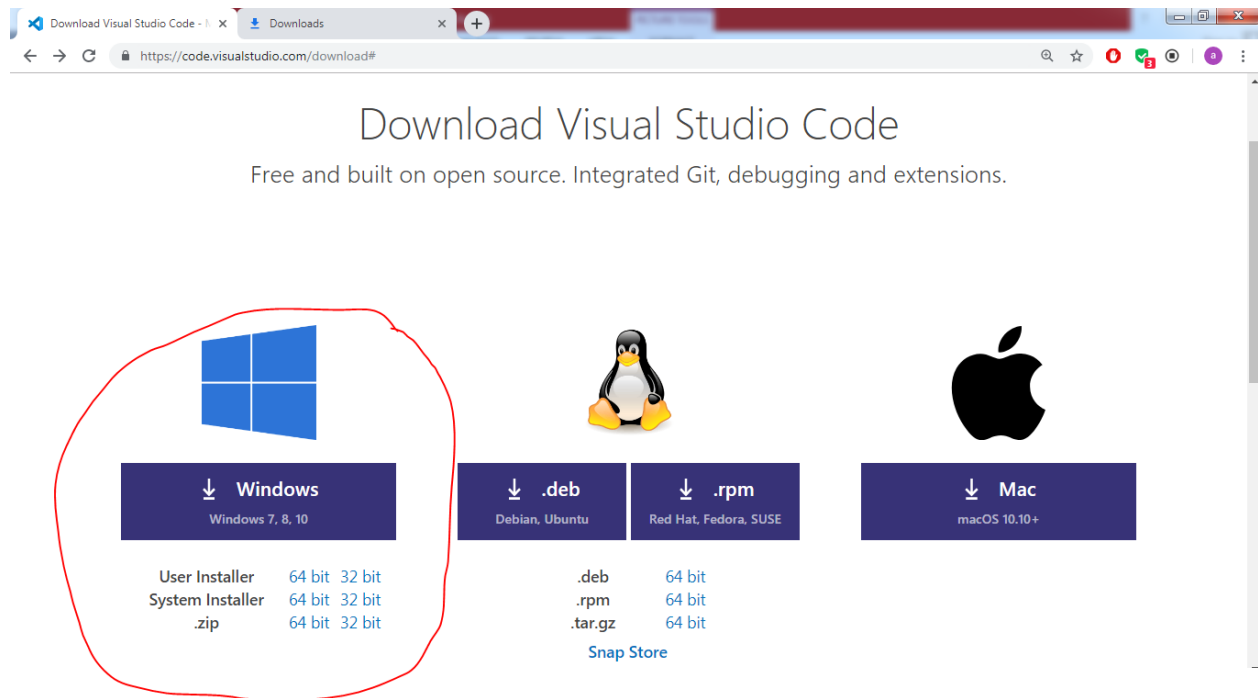 Download Visual Studio Code - M
Downloads
https://code.visualstudio.com/download#
3
a
Download Visual Studio Code
Free and built on open source. Integrated Git, debugging and extensions.
Windows
Windows 7, 8, 10
User Installer 64 bit 32 bit
System Installer 64 bit 32 bit
.zip 64 bit 32 bit
.deb
Debian, Ubuntu
.rpm
Red Hat, Fedora, SUSE
.deb 64 bit
.rpm 64 bit
.tar.gz 64 bit
Snap Store
Mac
macOS 10.10+